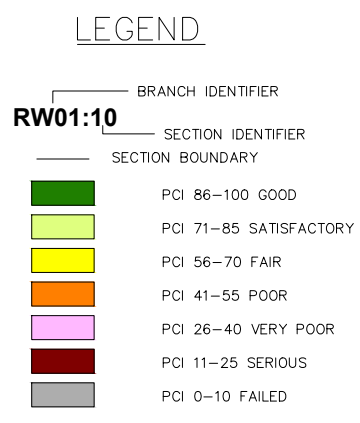 LEGEND
BRANCH IDENTIFIER
RW01:10
SECTION IDENTIFIER
SECTION BOUNDARY
PCI 86-100 GOOD
PCI 71-85 SATISFACTORY
PCI 56-70 FAIR
PCI 41-55 POOR
PCI 26-40 VERY POOR
PCI 11-25 SERIOUS
PCI 0-10 FAILED